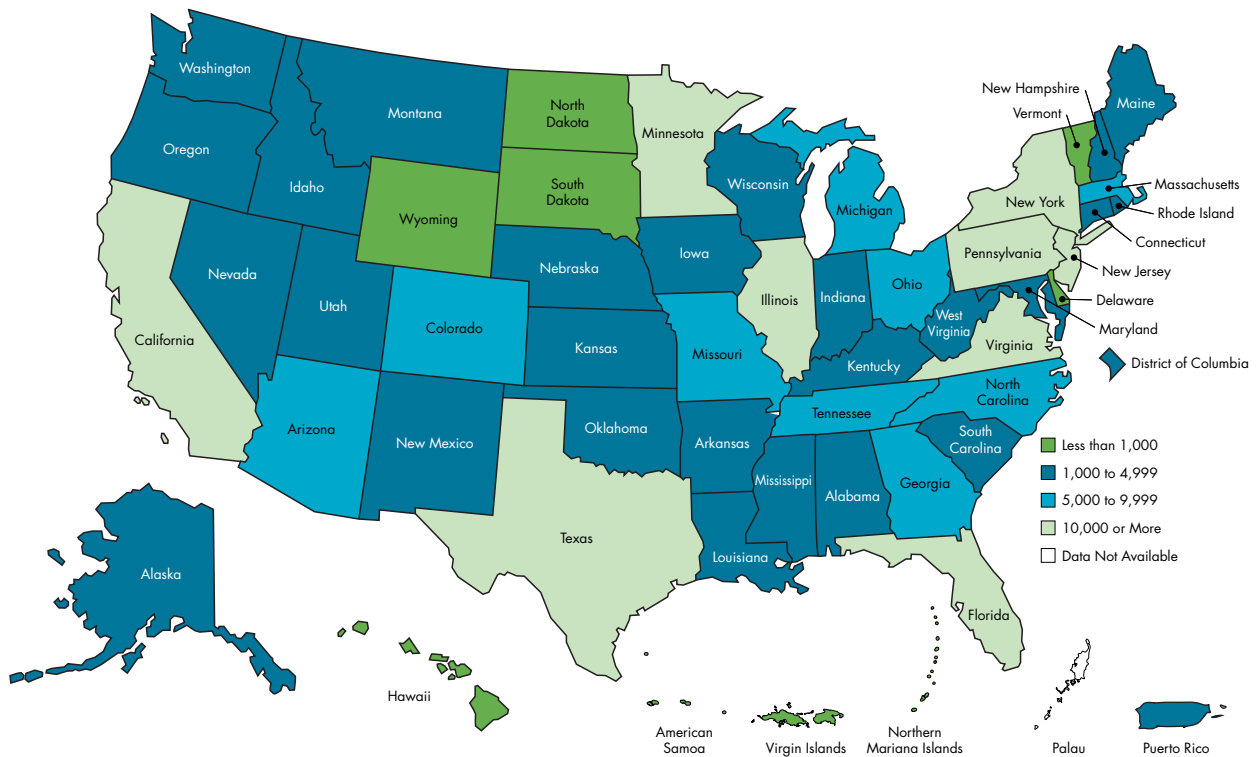 Washington
Oregon
Idaho
Montana
North
Dakota
South
Dakota
Minnesota
Wyoming
Wisconsin
Michigan
New York
New Hampshire
Vermont
Maine
Massachusetts
Rhode Island
Connecticut
New Jersey
Delaware
Maryland
District of Columbia
Pennsylvania
California
Nevada
Utah
Colorado
Nebraska
Iowa
Illinois
Indiana
Ohio
West
Virginia
Virginia
Kansas
Missouri
Kentucky
Arizona
New Mexico
Oklahoma
Arkansas
Tennessee
North
Carolina
South
Carolina
Mississippi
Alabama
Georgia
Texas
Louisiana
Florida
Less than 1,000
1,000 to 4,999
5,000 to 9,999
10,000 or More
Data Not Available
Alaska
Hawaii
American
Samoa
Virgin Islands
Northern
Mariana Islands
Palau
Puerto Rico